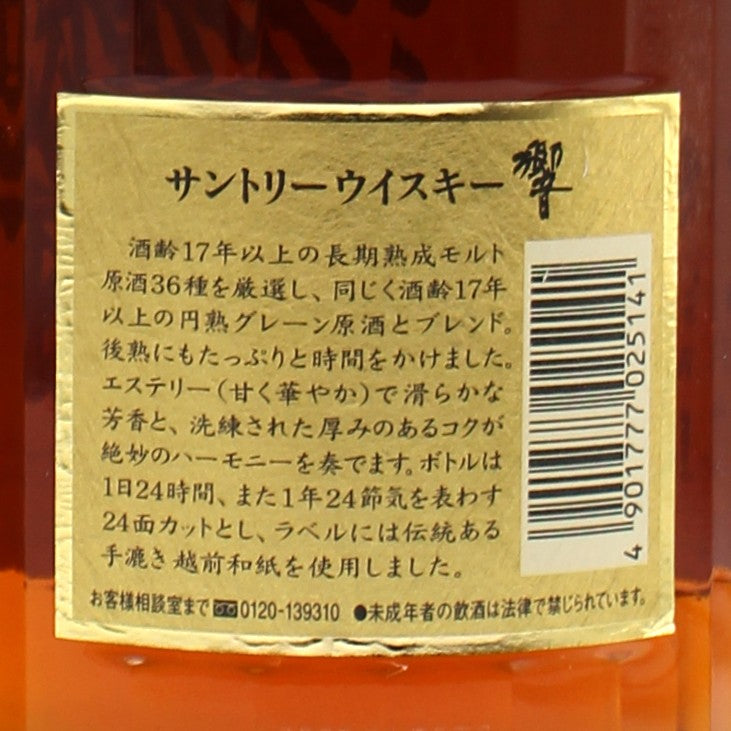 サントリーウイスキー 響
酒齢17年以上の長期熟成モルト
原酒36種を厳選し、同じく酒齢17年
以上の円熟グレーン原酒とブレンド。
後熟にもたっぷりと時間をかけました。
エステリー(甘く華やか)で滑らかな
芳香と、洗練された厚みのあるコクが
絶妙のハーモニーを奏でます。ボトルは
1日24時間、また1年24節気を表わす
24面カットとし、ラベルには伝統ある
手漉き越前和紙を使用しました。
お客様相談室まで 0120-139310 ●未成年者の飲酒は法律で禁じられています。
4 901777 025141